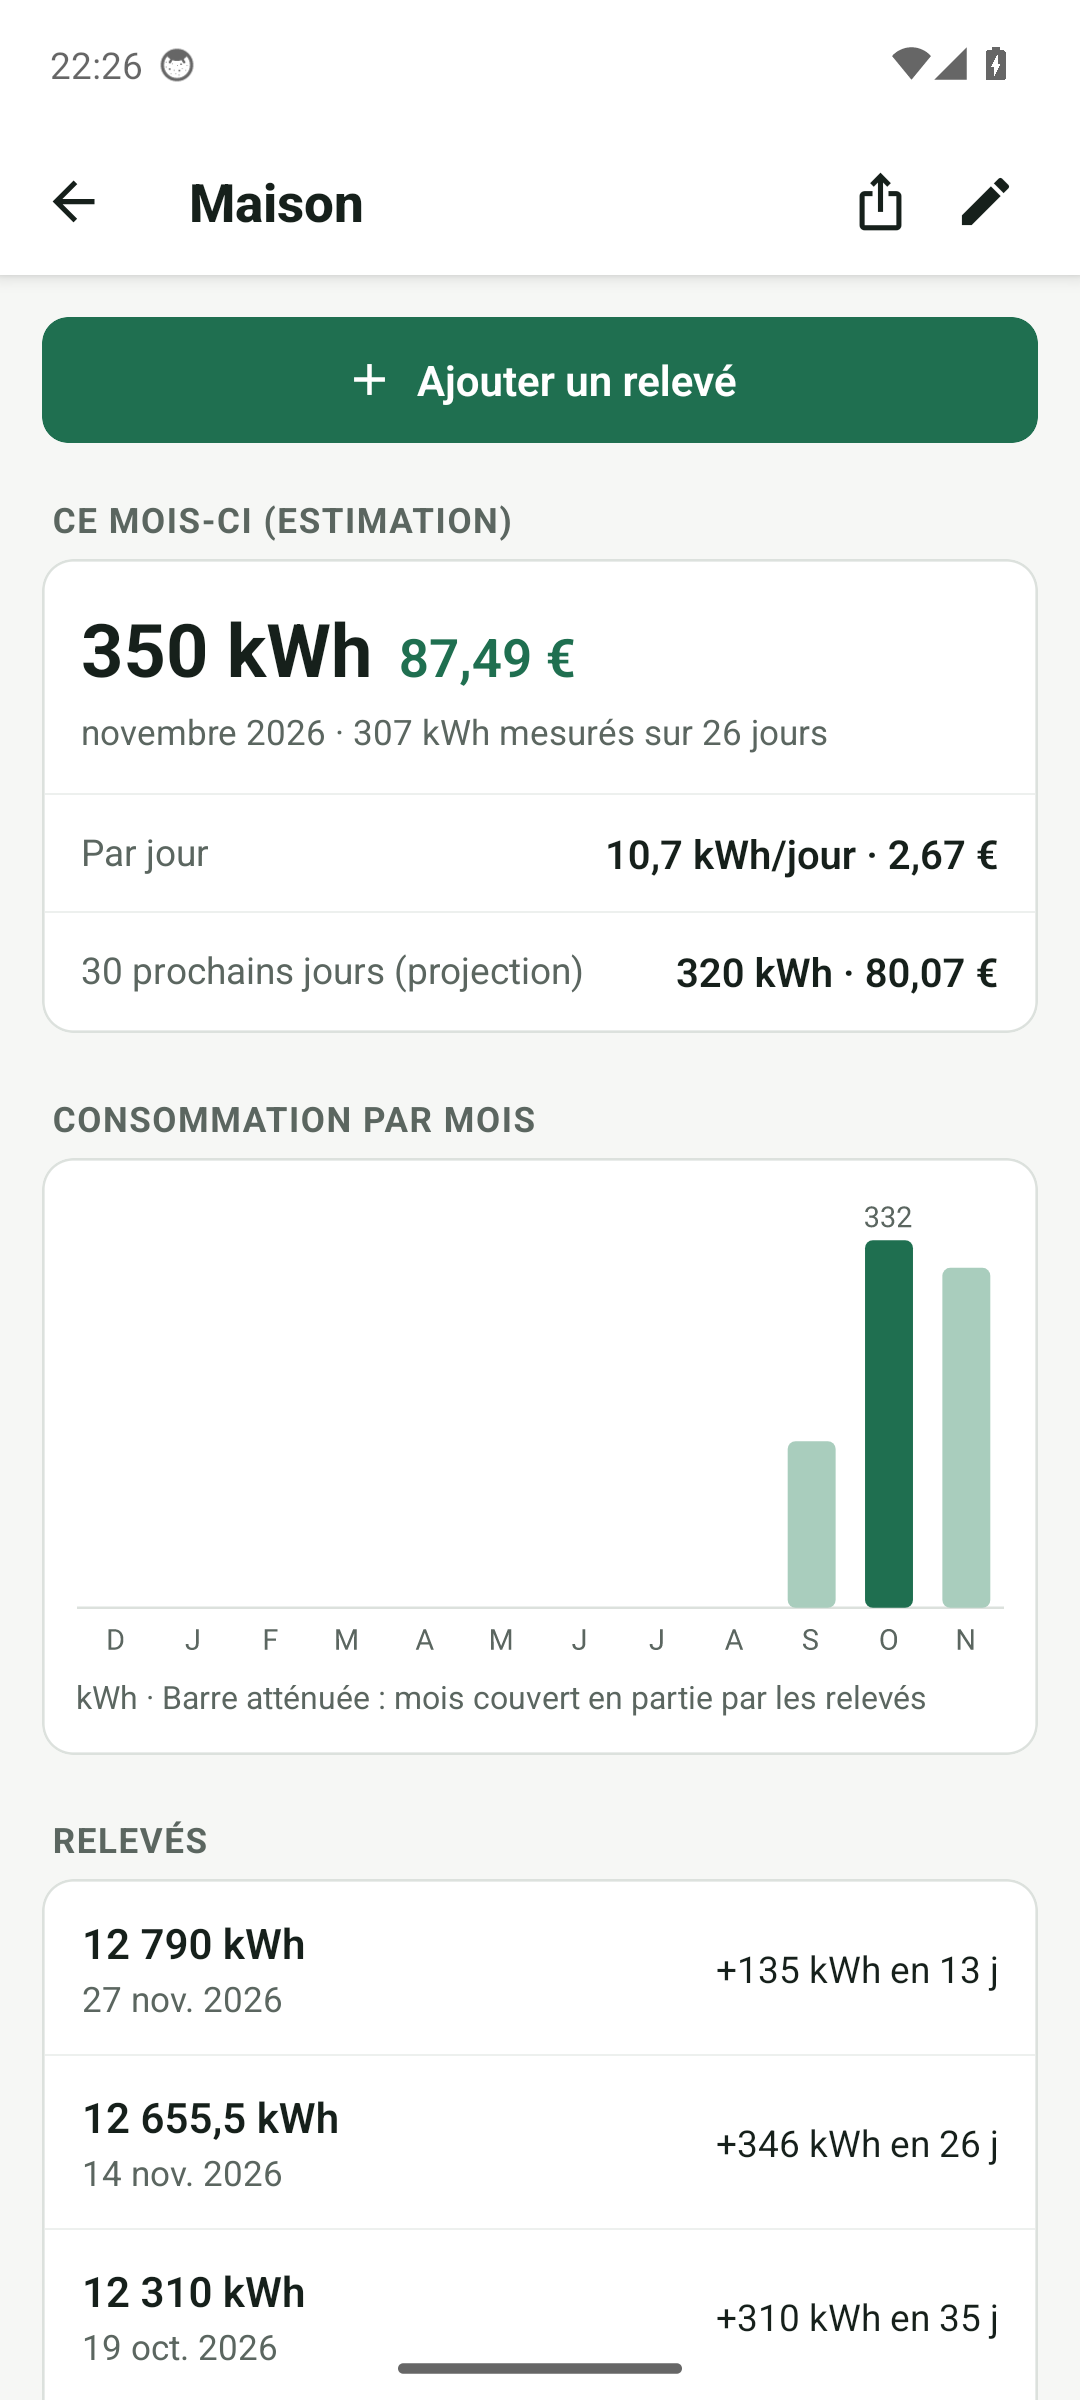 22:26
Maison
Ajouter un relevé
CE MOIS-CI (ESTIMATION)
350 kWh 87,49 €
novembre 2026 · 307 kWh mesurés sur 26 jours
Par jour 10,7 kWh/jour · 2,67 €
30 prochains jours (projection) 320 kWh · 80,07 €
CONSOMMATION PAR MOIS
332
D J F M A M J J A S O N
kWh · Barre atténuée : mois couvert en partie par les relevés
RELEVÉS
12 790 kWh
27 nov. 2026
+135 kWh en 13 j
12 655,5 kWh
14 nov. 2026
+346 kWh en 26 j
12 310 kWh
19 oct. 2026
+310 kWh en 35 j